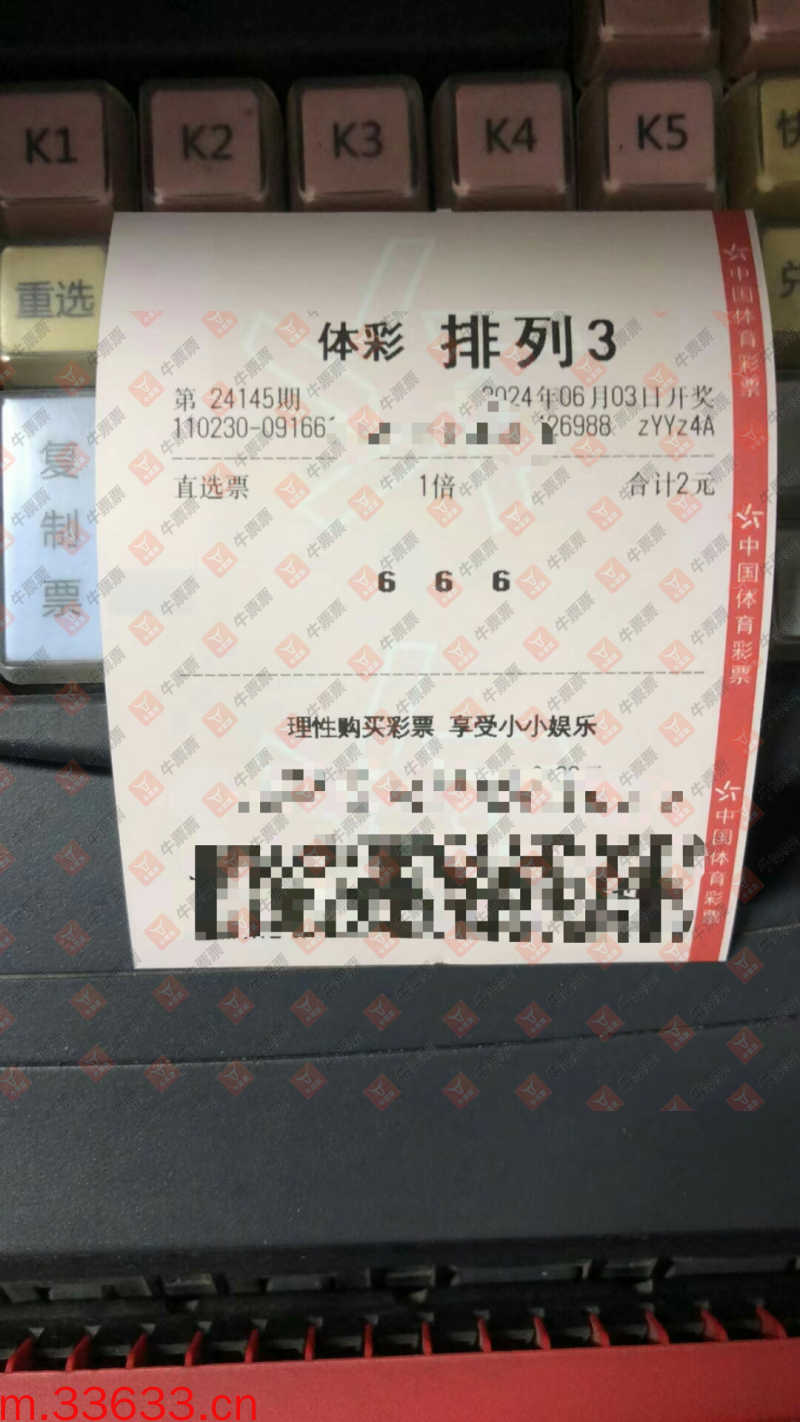 K1 K2 K3 K4 K5 快
重选
复制票
体彩 排列3
第 24145期 2024年06月03日开奖
110230-09166 26988 zYYz4A
直选票 1倍 合计2元
6 6 6
理性购买彩票 享受小小娱乐
中国体育彩票
中国体育彩票
中国体育彩票
牛票票
m.33633.cn